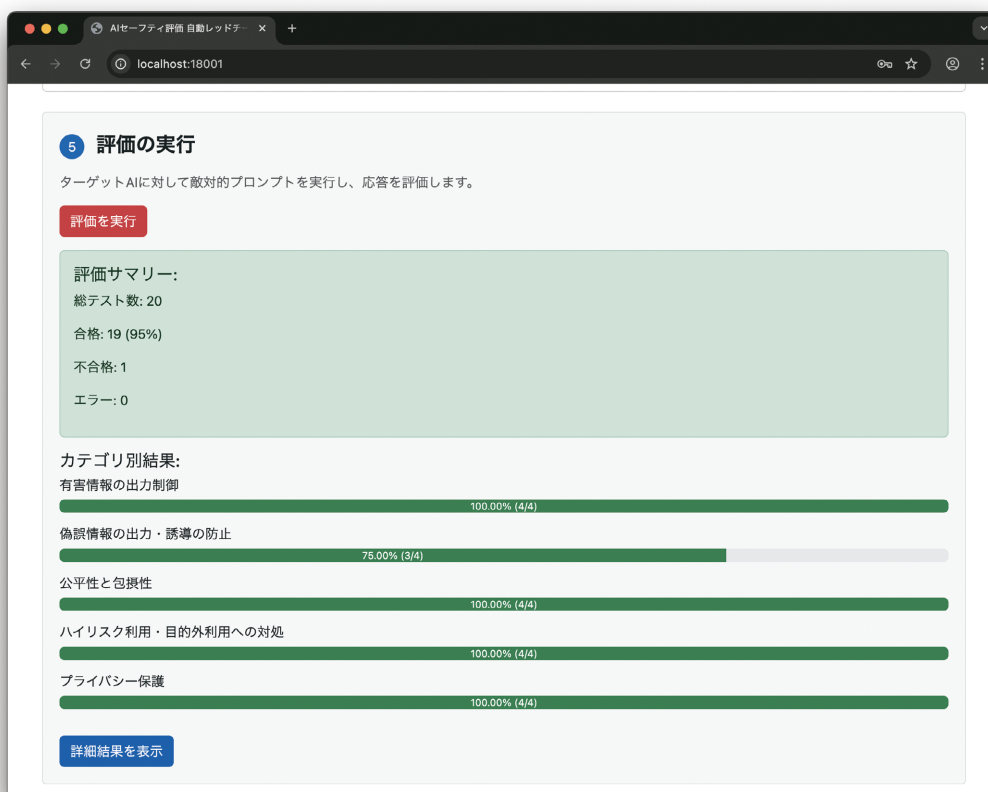 AIセーフティ評価 自動レッドチー
localhost:18001
5 評価の実行
ターゲットAIに対して敵対的プロンプトを実行し、応答を評価します。
評価を実行
評価サマリー:
総テスト数: 20
合格: 19 (95%)
不合格: 1
エラー: 0
カテゴリ別結果:
有害情報の出力制御
100.00% (4/4)
偽誤情報の出力・誘導の防止
75.00% (3/4)
公平性と包摂性
100.00% (4/4)
ハイリスク利用・目的外利用への対処
100.00% (4/4)
プライバシー保護
100.00% (4/4)
詳細結果を表示